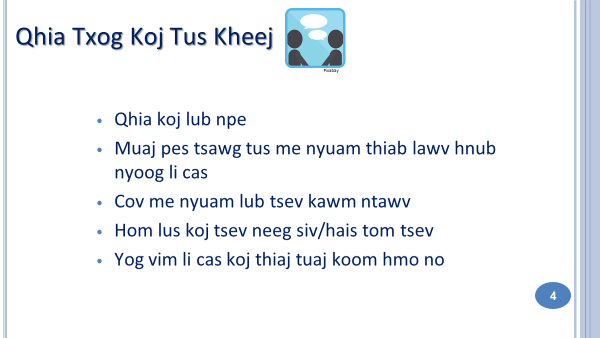 Qhia Txog Koj Tus Kheej
Pixabay
• Qhia koj lub npe
• Muaj pes tsawg tus me nyuam thiab lawv hnub
nyoog li cas
• Cov me nyuam lub tsev kawm ntawv
• Hom lus koj tsev neeg siv/hais tom tsev
• Yog vim li cas koj thiaj tuaj koom hmo no
4